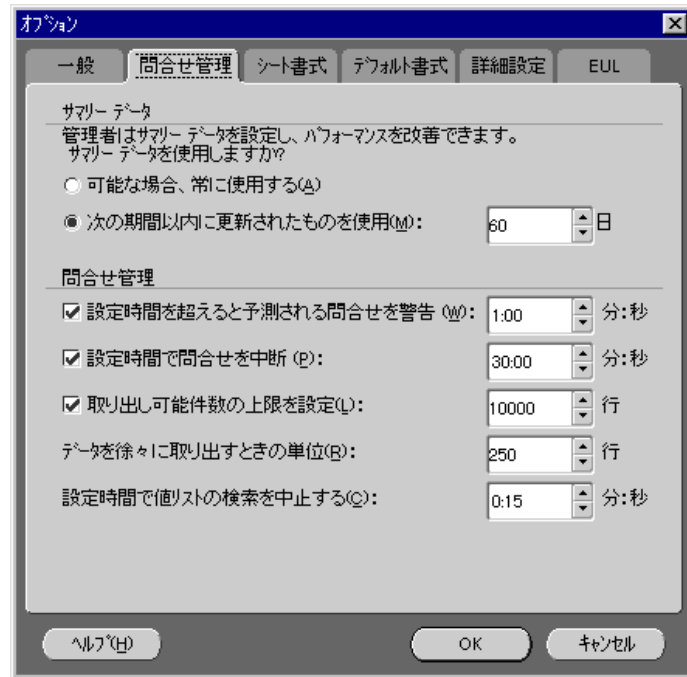 オプション
一般 問合せ管理 シート書式 デフォルト書式 詳細設定 EUL
サマリー データ
管理者はサマリー データを設定し、パフォーマンスを改善できます。
サマリー データを使用しますか?
可能な場合、常に使用する(A)
次の期間以内に更新されたものを使用(M): 60 日
問合せ管理
設定時間を超えると予測される問合せを警告 (W): 1:00 分:秒
設定時間で問合せを中断 (P): 30:00 分:秒
取り出し可能件数の上限を設定(L): 10000 行
データを徐々に取り出すときの単位(R): 250 行
設定時間で値リストの検索を中止する(C): 0:15 分:秒
ヘルプ(H) OK キャンセル